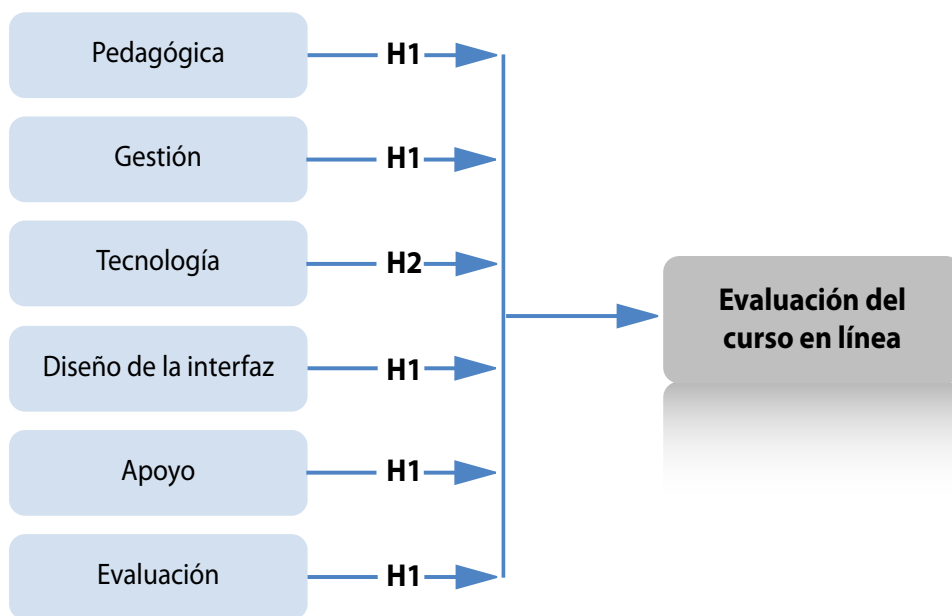 Pedagógica
H1
Gestión
H1
Tecnología
H2
Diseño de la interfaz
H1
Apoyo
H1
Evaluación
H1
Evaluación del
curso en línea